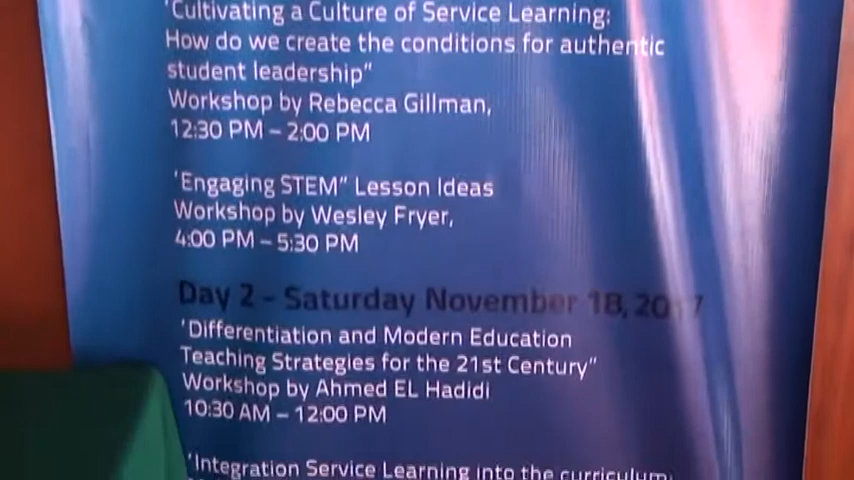 'Cultivating a Culture of Service Learning:
How do we create the conditions for authentic
student leadership"
Workshop by Rebecca Gillman,
12:30 PM – 2:00 PM
'Engaging STEM" Lesson Ideas
Workshop by Wesley Fryer,
4:00 PM – 5:30 PM
Day 2 - Saturday November 18, 2017
'Differentiation and Modern Education
Teaching Strategies for the 21st Century"
Workshop by Ahmed EL Hadidi
10:30 AM – 12:00 PM
'Integration Service Learning into the curriculum